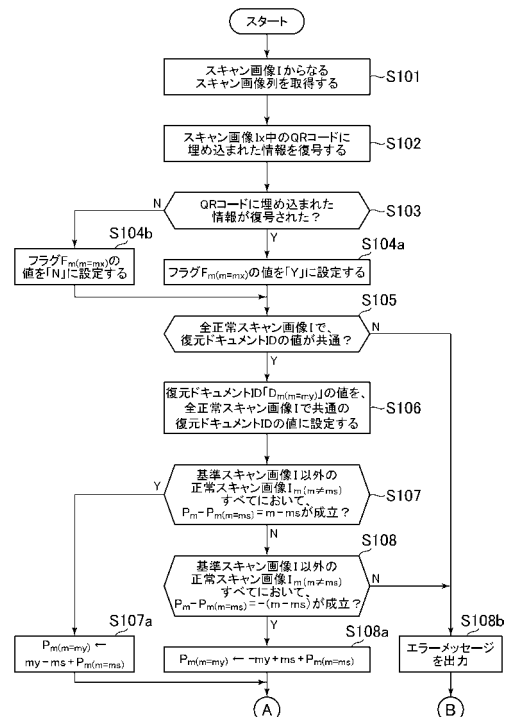 スタート
スキャン画像Iからなる
スキャン画像列を取得する
S101
スキャン画像Ix中のQRコードに
埋め込まれた情報を復号する
S102
QRコードに埋め込まれた
情報が復号された？
S103
N
Y
S104b
フラグFm(m=mx)の
値を「N」に設定する
S104a
フラグFm(m=mx)の値を「Y」に設定する
S105
全正常スキャン画像Iで、
復元ドキュメントIDの値が共通？
N
Y
復元ドキュメントID「Dm(m=my)」の値を、
全正常スキャン画像Iで共通の
復元ドキュメントIDの値に設定する
S106
基準スキャン画像I以外の
正常スキャン画像Im(m≠ms)
すべてにおいて、
Pm−Pm(m=ms)=m−msが成立？
S107
Y
N
S108
基準スキャン画像I以外の
正常スキャン画像Im(m≠ms)
すべてにおいて、
Pm−Pm(m=ms)=−(m−ms)が成立？
N
Y
S107a
Pm(m=my)←
my−ms+Pm(m=ms)
S108a
Pm(m=my)←−my+ms+Pm(m=ms)
S108b
エラーメッセージ
を出力
A
B